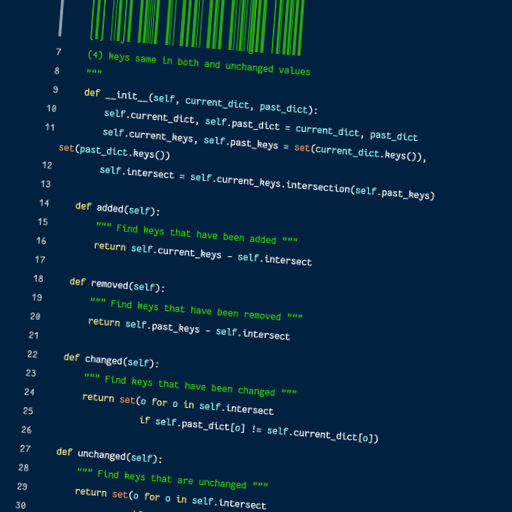 7 (4) keys same in both and unchanged values
8 """
9 def __init__(self, current_dict, past_dict):
10 self.current_dict, self.past_dict = current_dict, past_dict
11 self.current_keys, self.past_keys = set(current_dict.keys()),
set(past_dict.keys())
12 self.intersect = self.current_keys.intersection(self.past_keys)
13
14 def added(self):
15 """ Find keys that have been added """
16 return self.current_keys - self.intersect
17
18 def removed(self):
19 """ Find keys that have been removed """
20 return self.past_keys - self.intersect
21
22 def changed(self):
23 """ Find keys that have been changed """
24 return set(o for o in self.intersect
25 if self.past_dict[o] != self.current_dict[o])
26
27 def unchanged(self):
28 """ Find keys that are unchanged """
29 return set(o for o in self.intersect
30